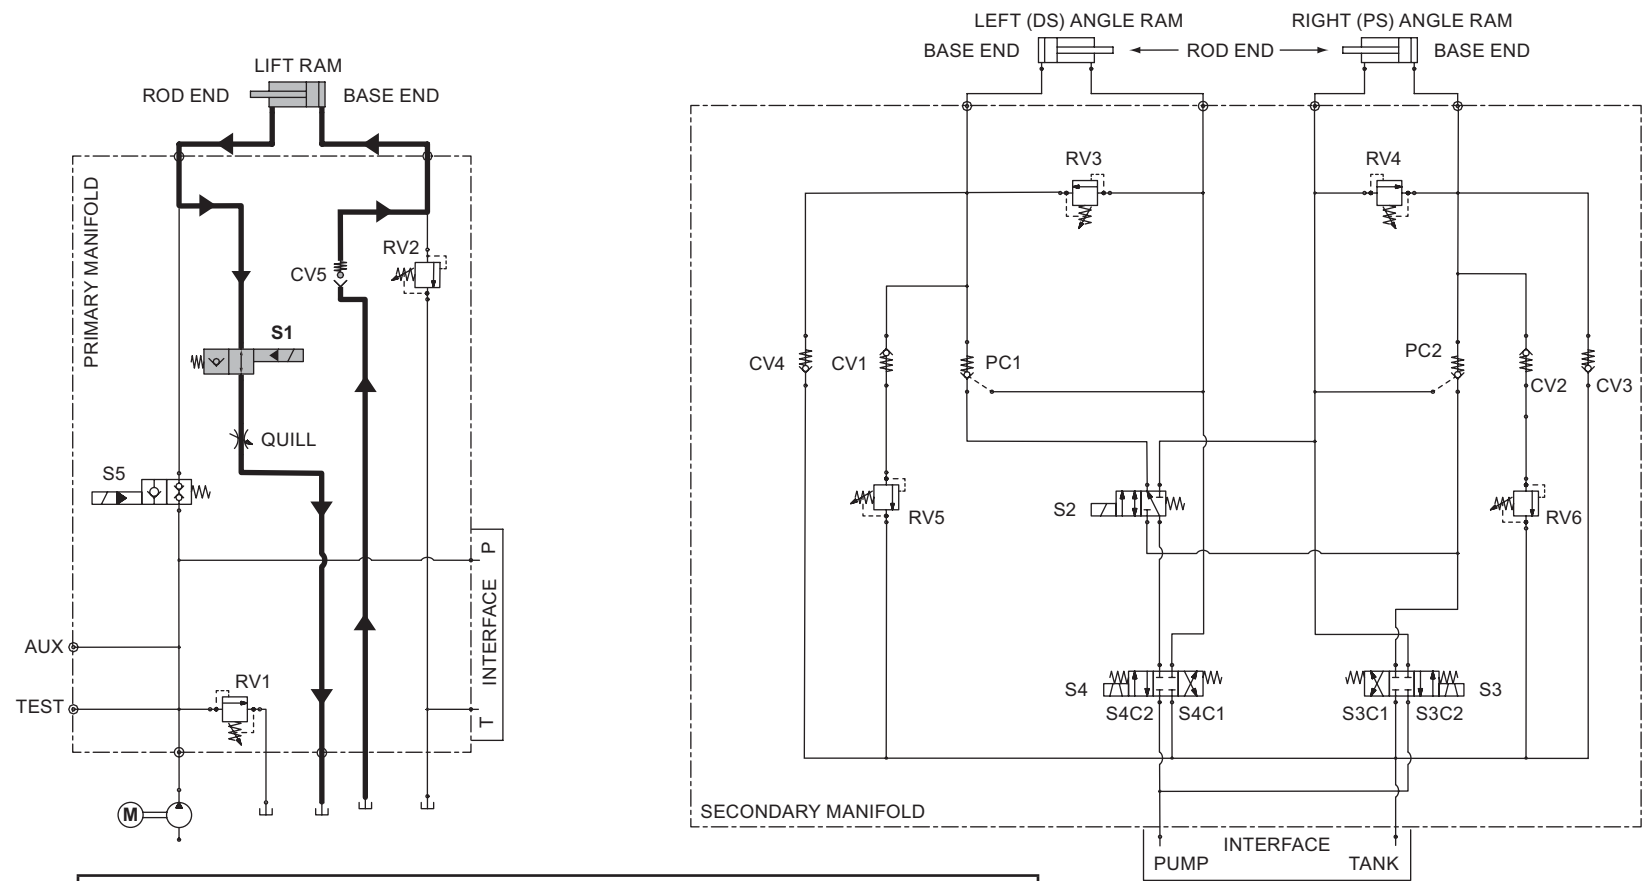 LIFT RAM
ROD END
BASE END
PRIMARY MANIFOLD
RV2
CV5
S1
QUILL
S5
P
INTERFACE
T
AUX
TEST
RV1
M
LEFT (DS) ANGLE RAM
RIGHT (PS) ANGLE RAM
BASE END
ROD END
BASE END
RV3
RV4
CV4
CV1
PC1
PC2
CV2
CV3
S2
RV5
RV6
S4
S3
S4C2
S4C1
S3C1
S3C2
SECONDARY MANIFOLD
INTERFACE
PUMP
TANK